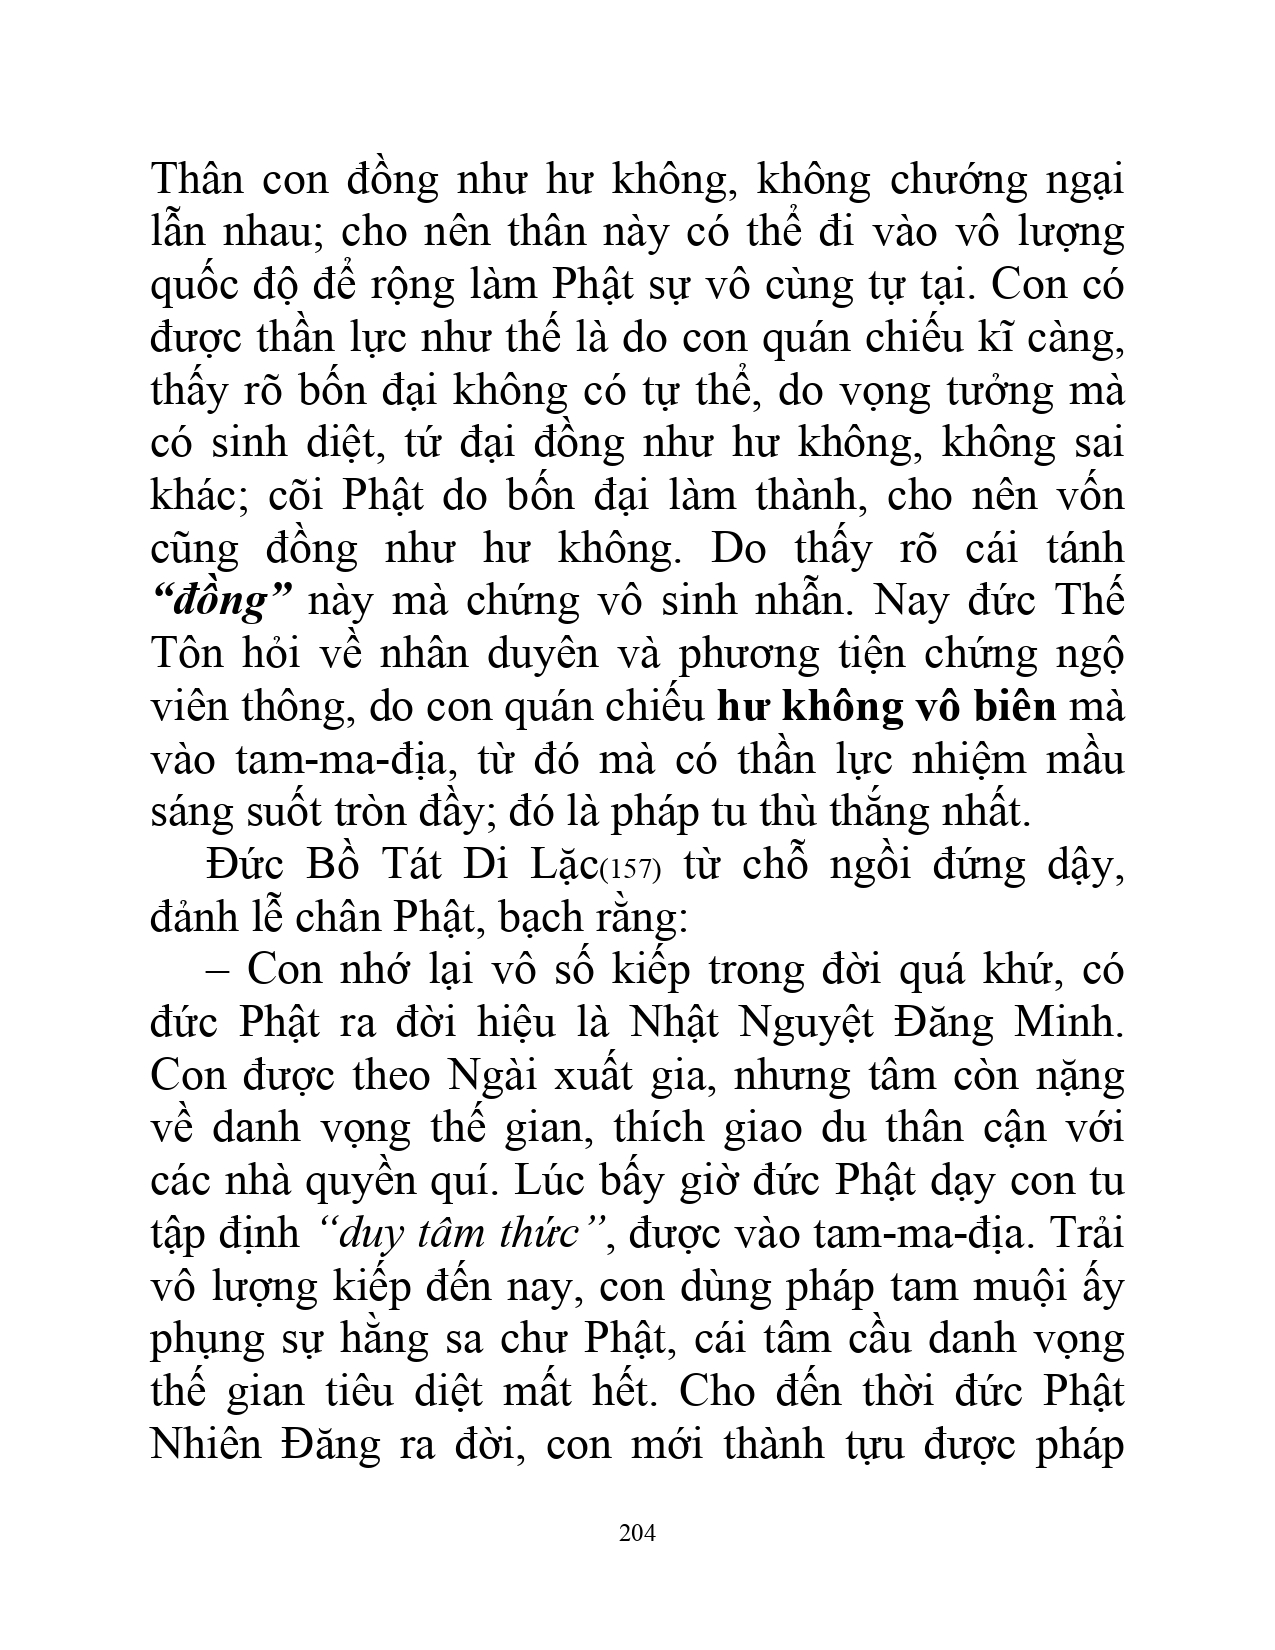 Thân con đồng như hư không, không chướng ngại
lẫn nhau; cho nên thân này có thể đi vào vô lượng
quốc độ để rộng làm Phật sự vô cùng tự tại. Con có
được thần lực như thế là do con quán chiếu kĩ càng,
thấy rõ bốn đại không có tự thể, do vọng tưởng mà
có sinh diệt, tứ đại đồng như hư không, không sai
khác; cõi Phật do bốn đại làm thành, cho nên vốn
cũng đồng như hư không. Do thấy rõ cái tánh
“đồng” này mà chứng vô sinh nhẫn. Nay đức Thế
Tôn hỏi về nhân duyên và phương tiện chứng ngộ
viên thông, do con quán chiếu hư không vô biên mà
vào tam-ma-địa, từ đó mà có thần lực nhiệm mầu
sáng suốt tròn đầy; đó là pháp tu thù thắng nhất.
Đức Bồ Tát Di Lặc(157) từ chỗ ngồi đứng dậy,
đảnh lễ chân Phật, bạch rằng:
– Con nhớ lại vô số kiếp trong đời quá khứ, có
đức Phật ra đời hiệu là Nhật Nguyệt Đăng Minh.
Con được theo Ngài xuất gia, nhưng tâm còn nặng
về danh vọng thế gian, thích giao du thân cận với
các nhà quyền quí. Lúc bấy giờ đức Phật dạy con tu
tập định “duy tâm thức”, được vào tam-ma-địa. Trải
vô lượng kiếp đến nay, con dùng pháp tam muội ấy
phụng sự hằng sa chư Phật, cái tâm cầu danh vọng
thế gian tiêu diệt mất hết. Cho đến thời đức Phật
Nhiên Đăng ra đời, con mới thành tựu được pháp
204